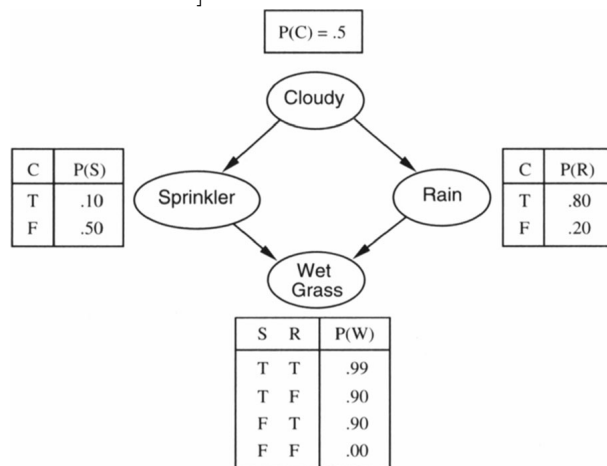 P(C) = .5
Cloudy
C P(S)
T .10
F .50
Sprinkler
Rain
C P(R)
T .80
F .20
Wet
Grass
S R P(W)
T T .99
T F .90
F T .90
F F .00